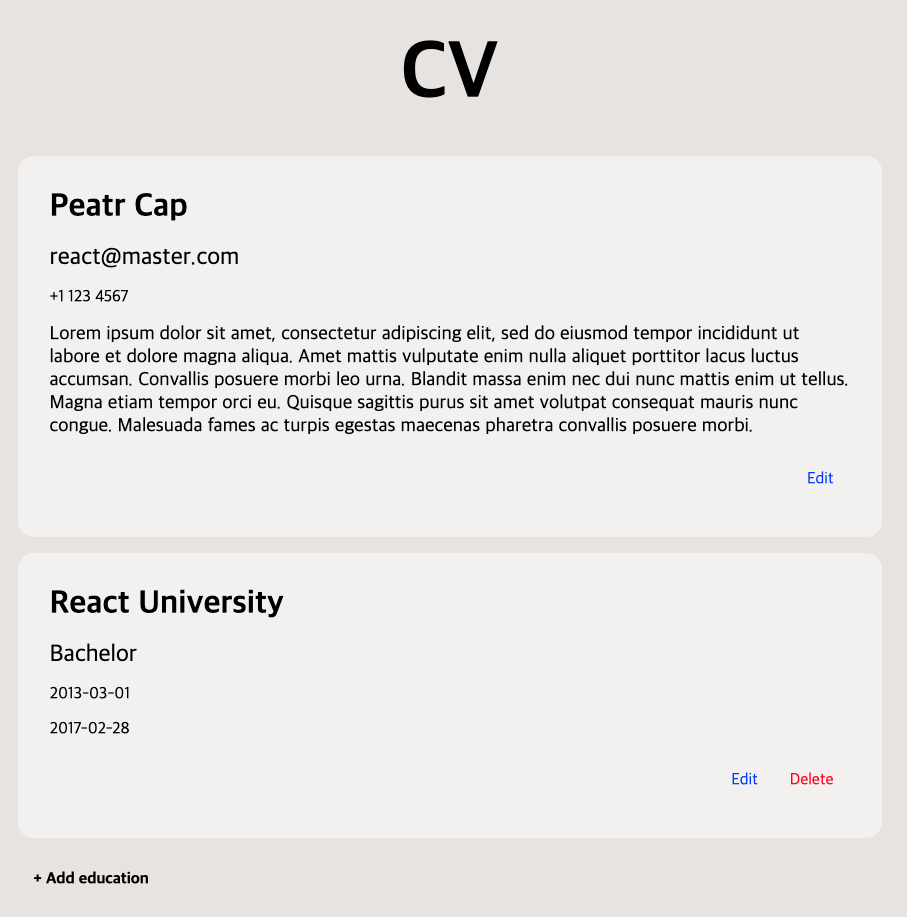 CV
Peatr Cap
react@master.com
+1 123 4567
Lorem ipsum dolor sit amet, consectetur adipiscing elit, sed do eiusmod tempor incididunt ut
labore et dolore magna aliqua. Amet mattis vulputate enim nulla aliquet porttitor lacus luctus
accumsan. Convallis posuere morbi leo urna. Blandit massa enim nec dui nunc mattis enim ut tellus.
Magna etiam tempor orci eu. Quisque sagittis purus sit amet volutpat consequat mauris nunc
congue. Malesuada fames ac turpis egestas maecenas pharetra convallis posuere morbi.
Edit
React University
Bachelor
2013-03-01
2017-02-28
Edit Delete
+ Add education